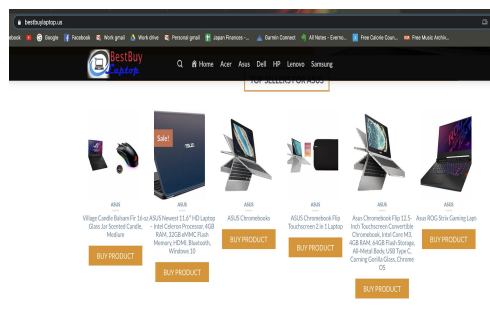 bestbuylaptop.us
ebook Google Facebook Work gmail Work drive Personal gmail Japan Finances -... Garmin Connect All Notes - Everno... Free Calorie Coun... Free Music Archiv...
BestBuy
Laptop
Home Acer Asus Dell HP Lenovo Samsung
TOP SELLERS FOR ASUS
Sale!
ASUS ASUS ASUS ASUS ASUS ASUS
Village Candle Balsam Fir 16 oz
Glass Jar Scented Candle,
Medium
BUY PRODUCT
ASUS Newest 11.6" HD Laptop
- Intel Celeron Processor, 4GB
RAM, 32GB eMMC Flash
Memory, HDMI, Bluetooth,
Windows 10
BUY PRODUCT
ASUS Chromebooks
BUY PRODUCT
ASUS Chromebook Flip
Touchscreen 2 in 1 Laptop
BUY PRODUCT
Asus Chromebook Flip 12.5-
Inch Touchscreen Convertible
Chromebook, Intel Core M3,
4GB RAM, 64GB Flash Storage,
All-Metal Body, USB Type C,
Corning Gorilla Glass, Chrome
OS
BUY PRODUCT
Asus ROG Strix Gaming Lapt
BUY PRODUCT